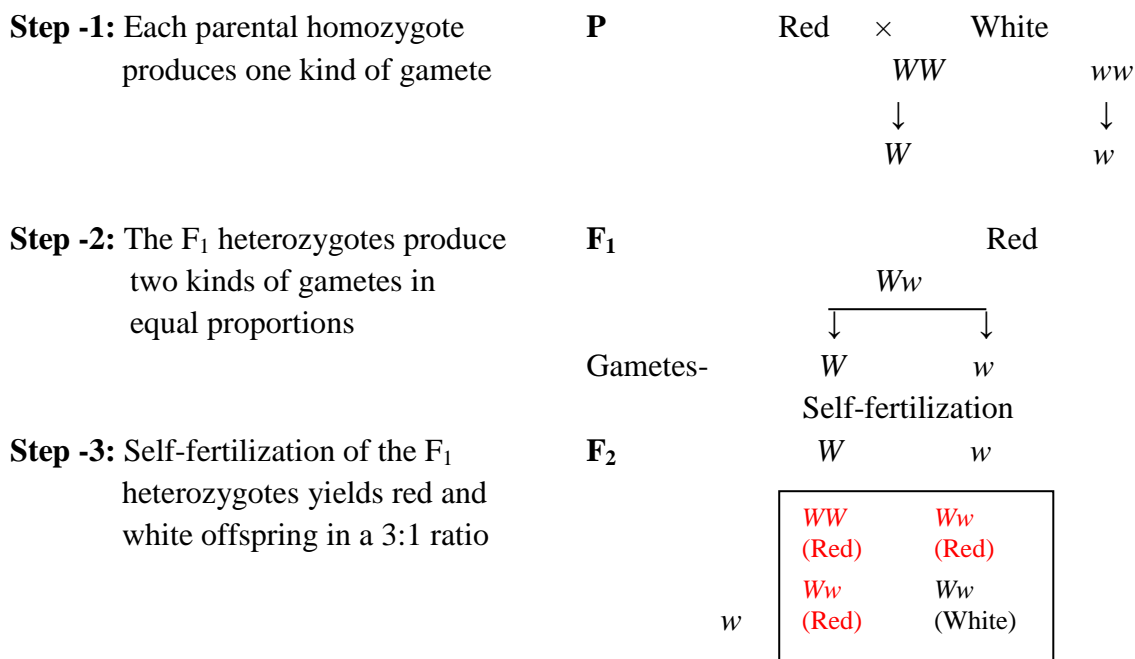 Step -1: Each parental homozygote P Red × White
produces one kind of gamete WW ww
↓ ↓
W w
Step -2: The F₁ heterozygotes produce F₁ Red
two kinds of gametes in Ww
equal proportions ↓ ↓
Gametes- W w
Self-fertilization
Step -3: Self-fertilization of the F₁ F₂ W w
heterozygotes yields red and
white offspring in a 3:1 ratio
WW Ww
(Red) (Red)
Ww Ww
w (Red) (White)